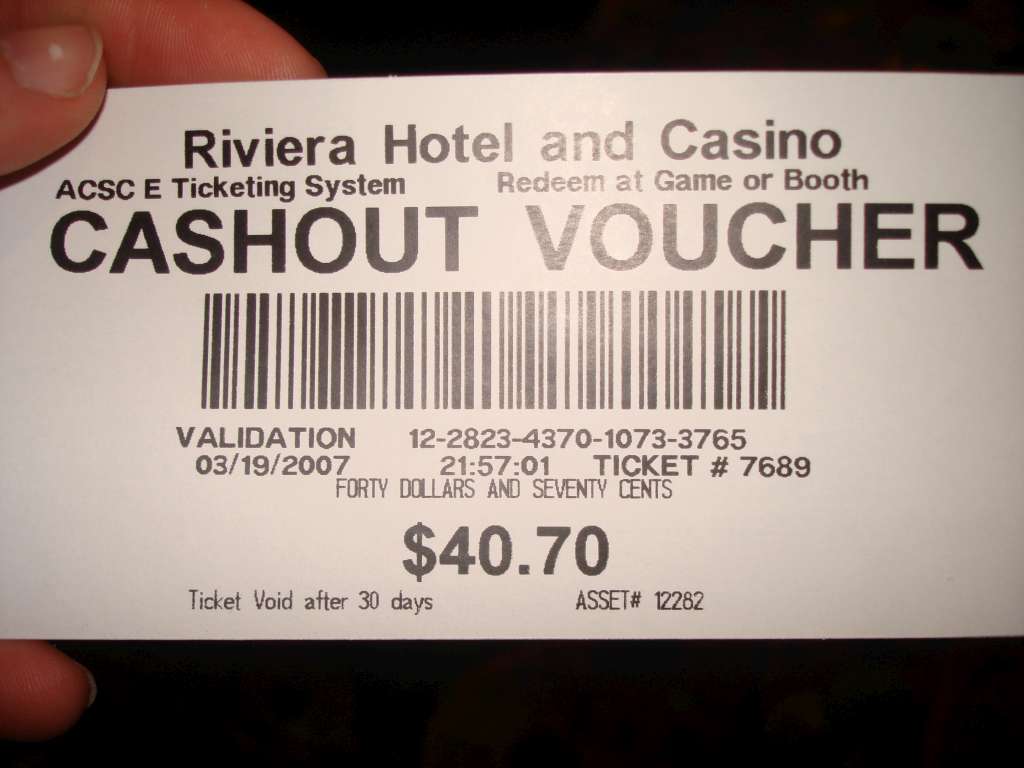 Riviera Hotel and Casino
ACSC E Ticketing System Redeem at Game or Booth
CASHOUT VOUCHER
VALIDATION 12-2823-4370-1073-3765
03/19/2007 21:57:01 TICKET # 7689
FORTY DOLLARS AND SEVENTY CENTS
$40.70
Ticket Void after 30 days ASSET# 12262